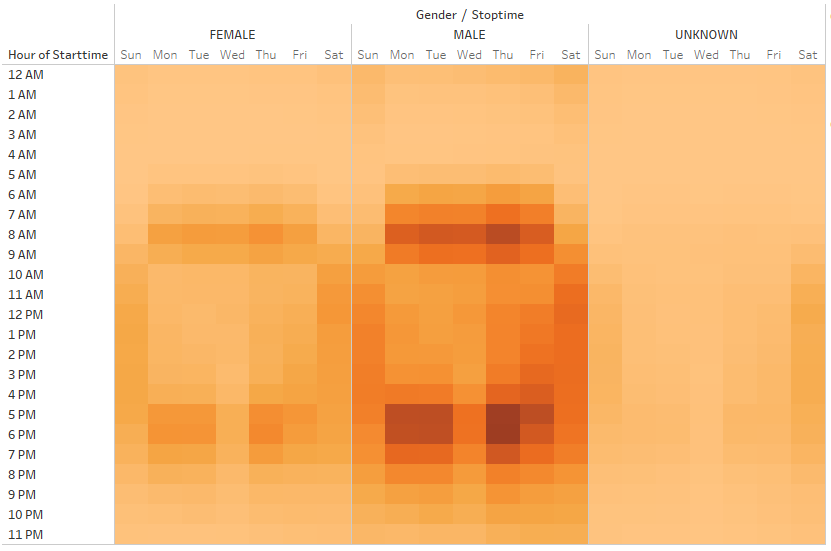 Gender / Stoptime
FEMALE MALE UNKNOWN
Hour of Starttime Sun Mon Tue Wed Thu Fri Sat Sun Mon Tue Wed Thu Fri Sat Sun Mon Tue Wed Thu Fri Sat
12 AM
1 AM
2 AM
3 AM
4 AM
5 AM
6 AM
7 AM
8 AM
9 AM
10 AM
11 AM
12 PM
1 PM
2 PM
3 PM
4 PM
5 PM
6 PM
7 PM
8 PM
9 PM
10 PM
11 PM